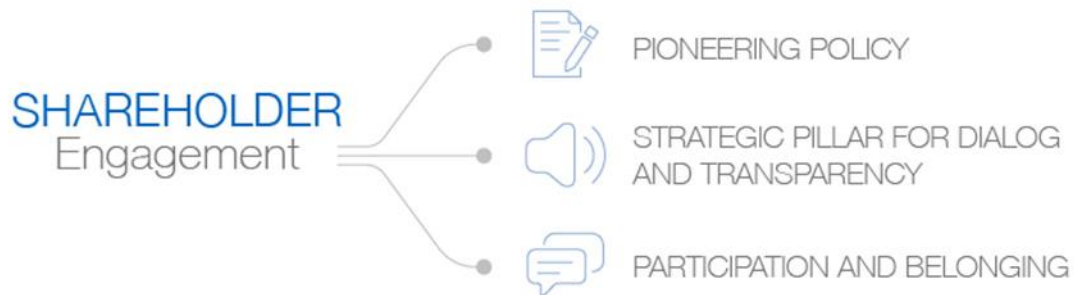 SHAREHOLDER
Engagement
PIONEERING POLICY
STRATEGIC PILLAR FOR DIALOG
AND TRANSPARENCY
PARTICIPATION AND BELONGING